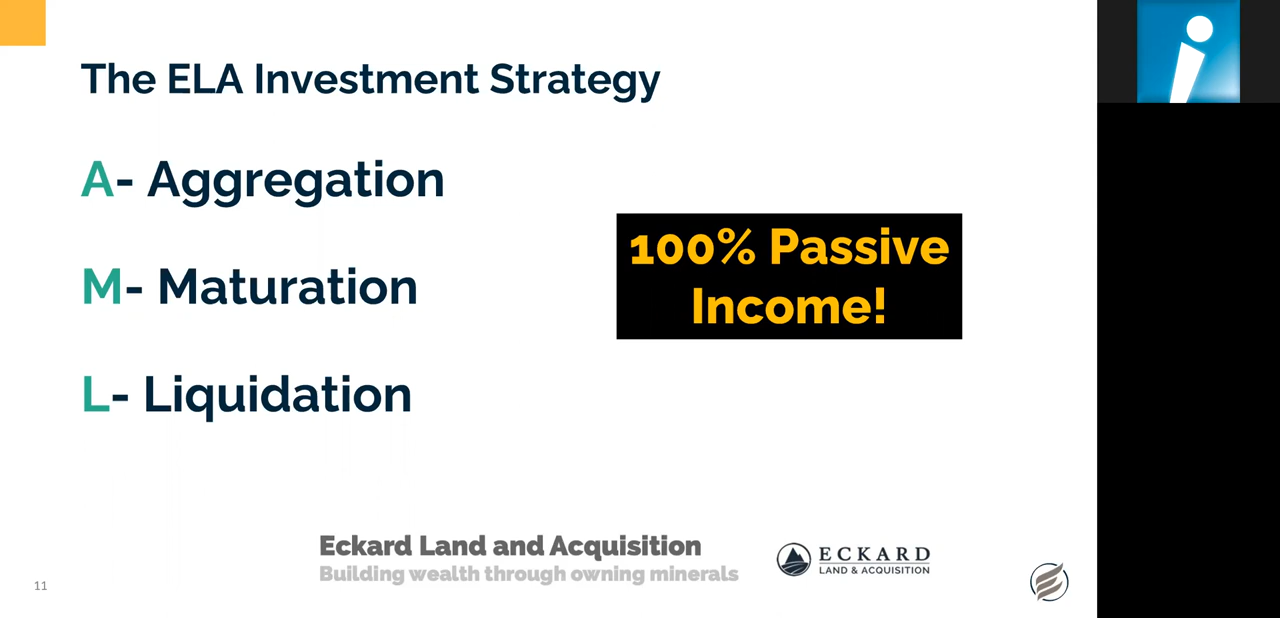 The ELA Investment Strategy
A- Aggregation
M- Maturation
L- Liquidation
100% Passive
Income!
Eckard Land and Acquisition
Building wealth through owning minerals
ECKARD
LAND & ACQUISITION
11